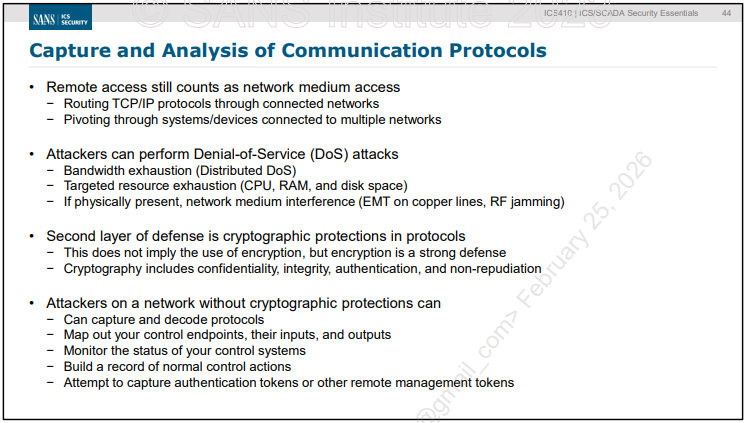 © SANS Institute 2026
SANS ICS SECURITY
ICS410 | ICS/SCADA Security Essentials 44
Capture and Analysis of Communication Protocols
• Remote access still counts as network medium access
− Routing TCP/IP protocols through connected networks
− Pivoting through systems/devices connected to multiple networks
• Attackers can perform Denial-of-Service (DoS) attacks
− Bandwidth exhaustion (Distributed DoS)
− Targeted resource exhaustion (CPU, RAM, and disk space)
− If physically present, network medium interference (EMT on copper lines, RF jamming)
• Second layer of defense is cryptographic protections in protocols
− This does not imply the use of encryption, but encryption is a strong defense
− Cryptography includes confidentiality, integrity, authentication, and non-repudiation
• Attackers on a network without cryptographic protections can
− Can capture and decode protocols
− Map out your control endpoints, their inputs, and outputs
− Monitor the status of your control systems
− Build a record of normal control actions
− Attempt to capture authentication tokens or other remote management tokens
@gmail_com> February 25, 2026